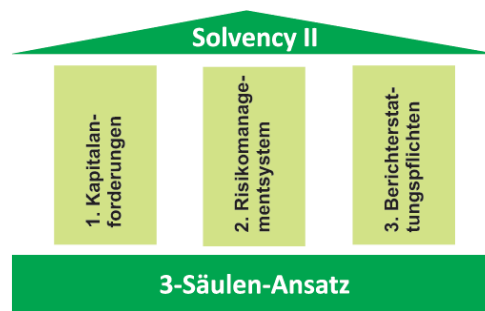 Solvency II
1. Kapitalan-
forderungen
2. Risikomanage-
mentsystem
3. Berichterstat-
tungspflichten
3-Säulen-Ansatz